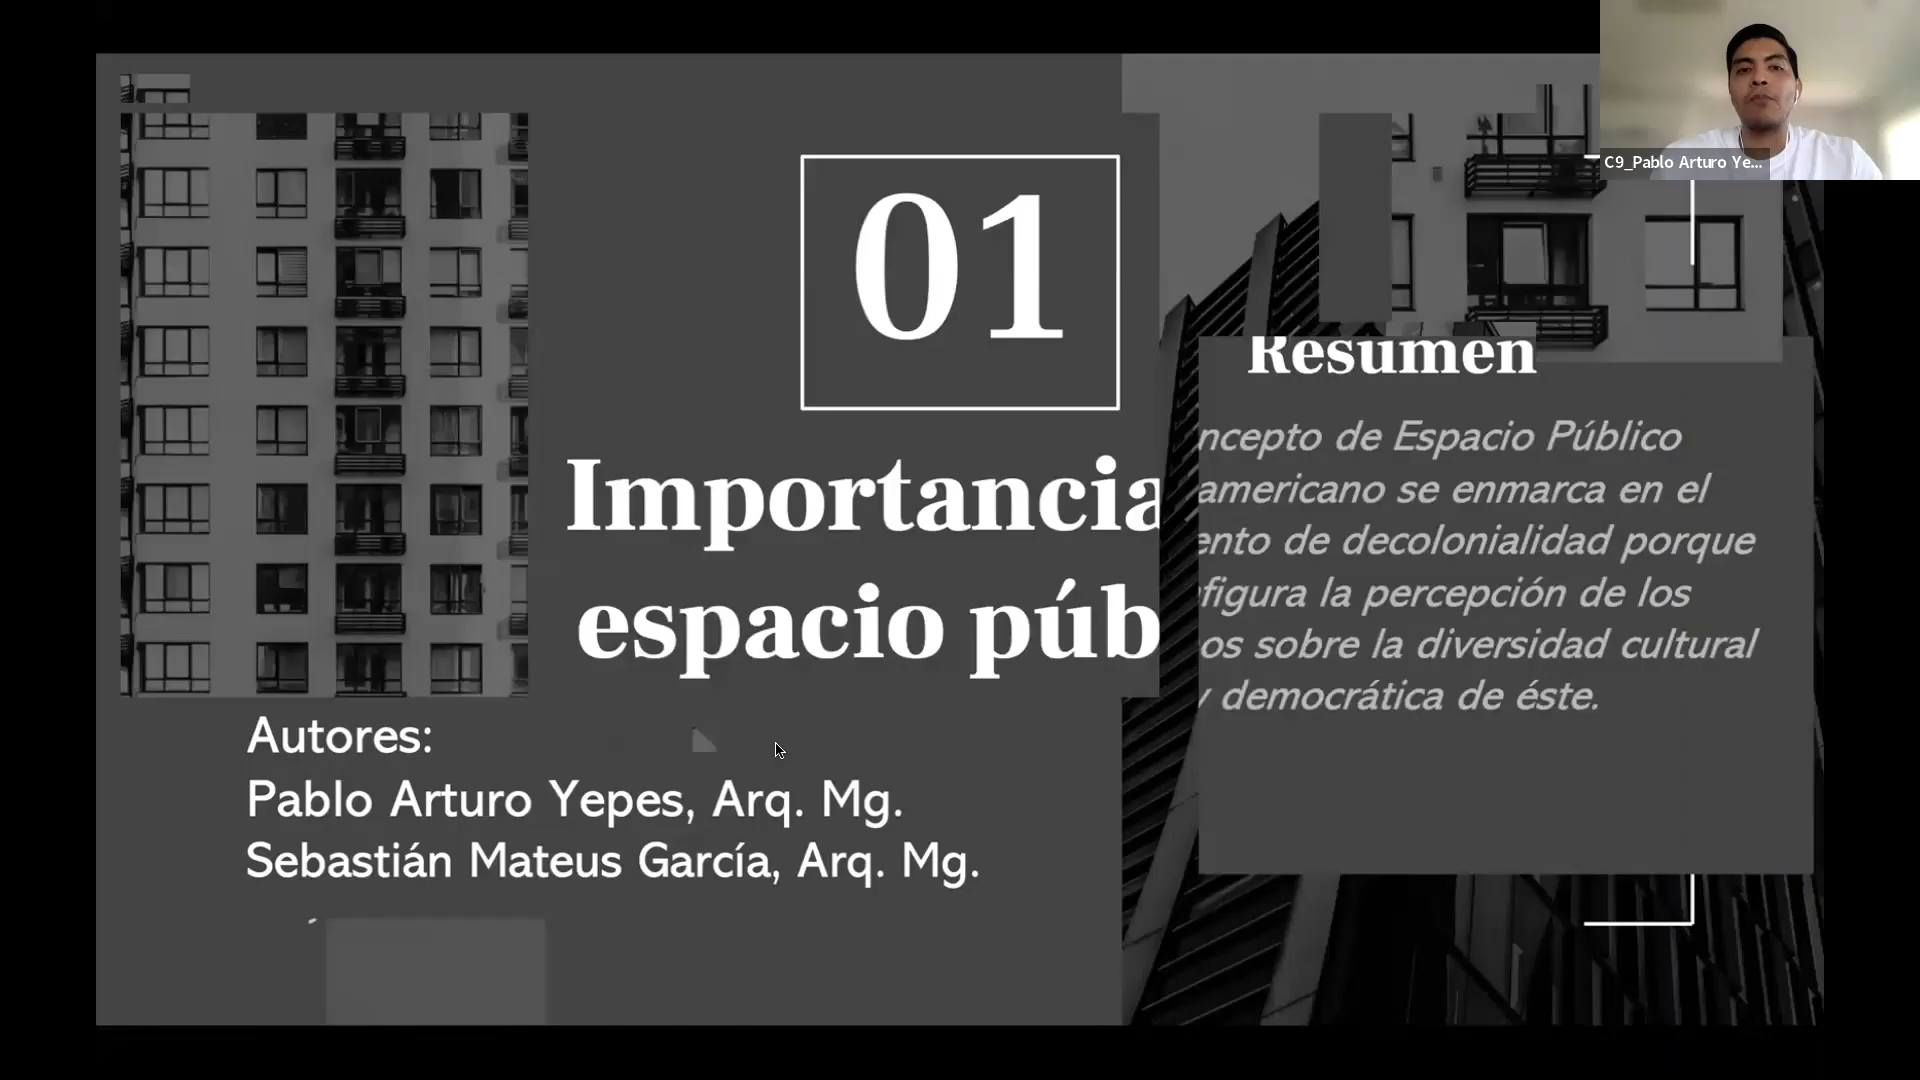 01
Importancia
espacio púb
Autores:
Pablo Arturo Yepes, Arq. Mg.
Sebastián Mateus García, Arq. Mg.
Resumen
ncepto de Espacio Público
americano se enmarca en el
ento de decolonialidad porque
figura la percepción de los
os sobre la diversidad cultural
y democrática de éste.
C9_Pablo Arturo Ye...